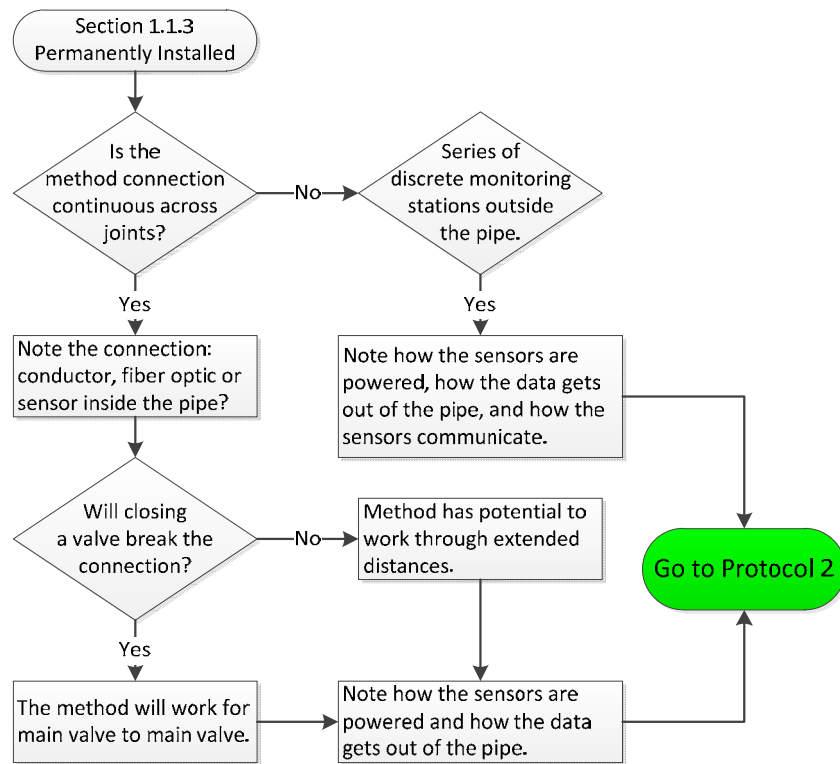 Section 1.1.3
Permanently Installed
Is the
method connection
continuous across
joints?
No
Series of
discrete monitoring
stations outside
the pipe.
Yes
Yes
Note the connection:
conductor, fiber optic or
sensor inside the pipe?
Note how the sensors are
powered, how the data gets
out of the pipe, and how the
sensors communicate.
Will closing
a valve break the
connection?
No
Method has potential to
work through extended
distances.
Go to Protocol 2
Yes
The method will work for
main valve to main valve.
Note how the sensors are
powered and how the data
gets out of the pipe.